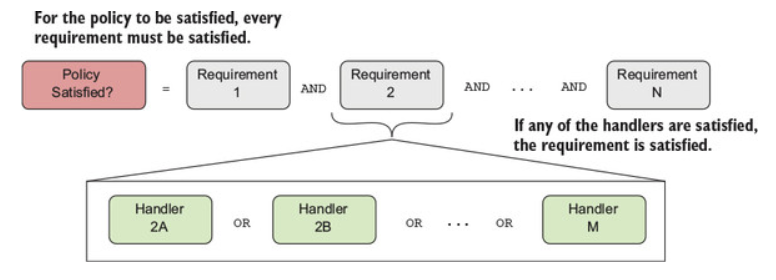 For the policy to be satisfied, every
requirement must be satisfied.
Policy
Satisfied?
=
Requirement
1
AND
Requirement
2
AND ... AND
Requirement
N
If any of the handlers are satisfied,
the requirement is satisfied.
Handler
2A
OR
Handler
2B
OR ... OR
Handler
M